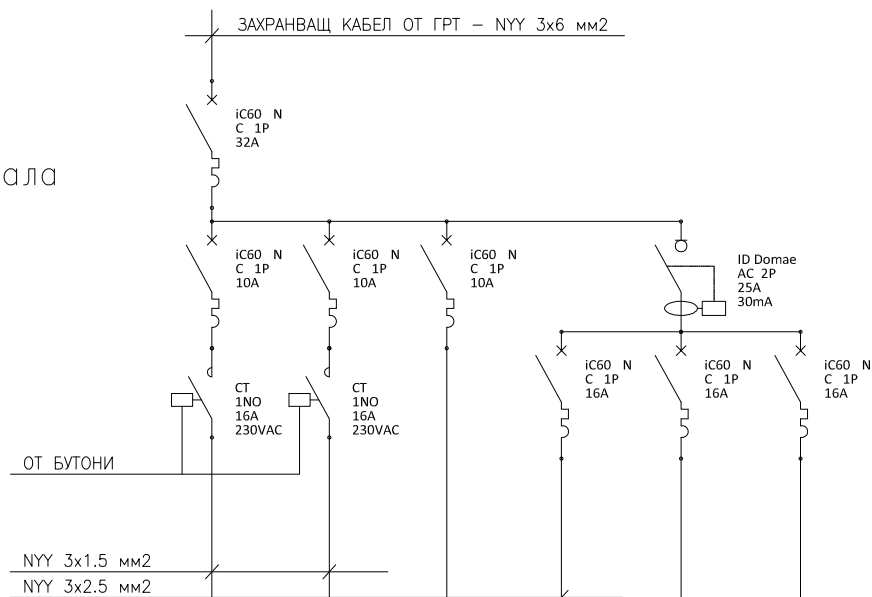 ЗАХРАНВАЩ КАБЕЛ ОТ ГРТ – NYY 3x6 мм2
iC60 N
C 1P
32A
ала
iC60 N
C 1P
10A
iC60 N
C 1P
10A
iC60 N
C 1P
10A
ID Domae
AC 2P
25A
30mA
iC60 N
C 1P
16A
iC60 N
C 1P
16A
iC60 N
C 1P
16A
CT
1NO
16A
230VAC
CT
1NO
16A
230VAC
ОТ БУТОНИ
NYY 3x1.5 мм2
NYY 3x2.5 мм2